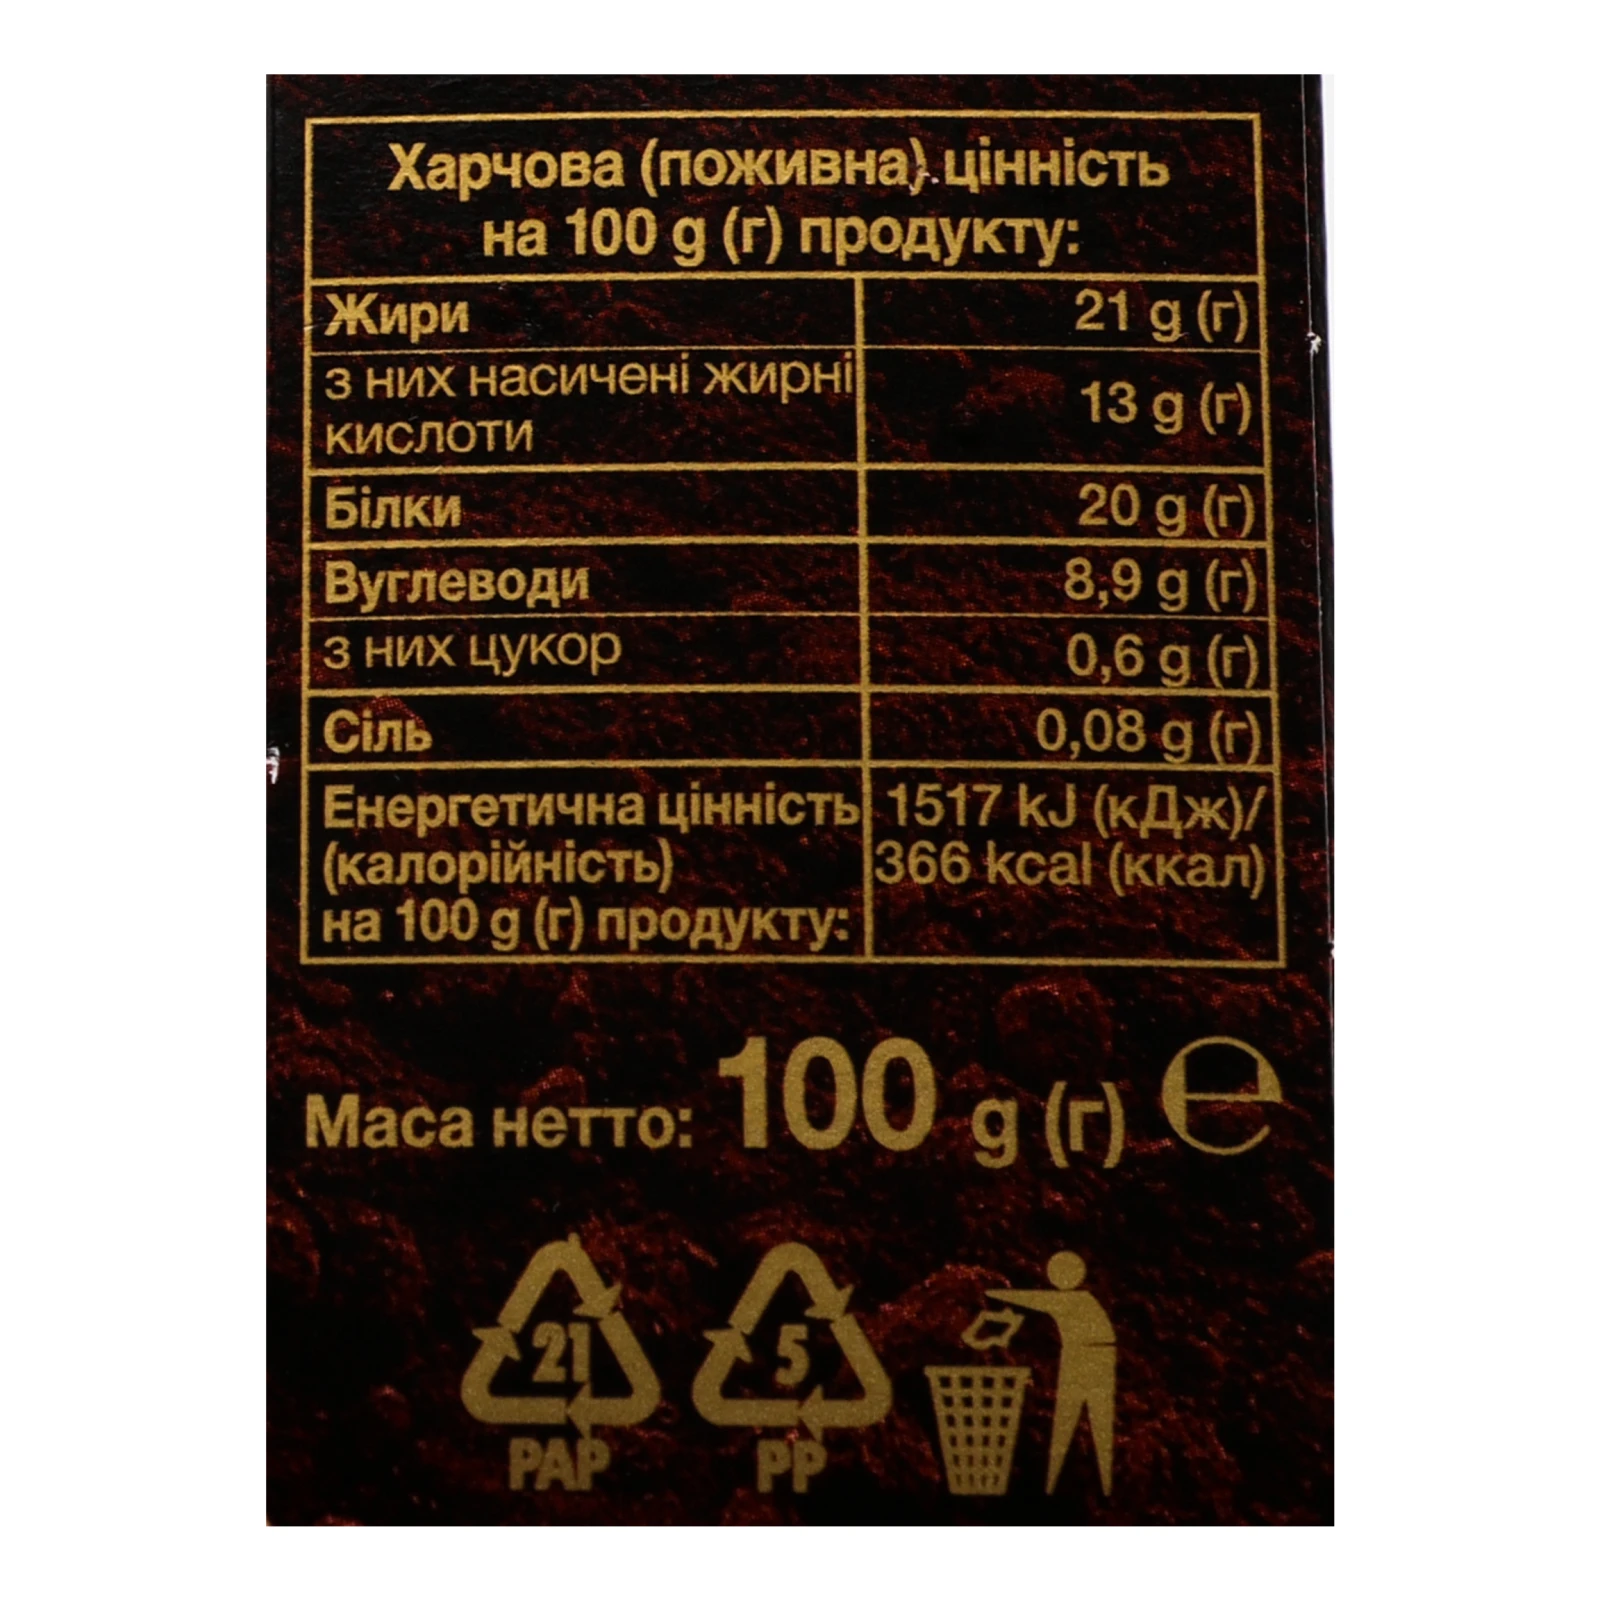 Харчова (поживна) цінність
на 100 g (г) продукту:
Жири 21 g (г)
з них насичені жирні
кислоти 13 g (г)
Білки 20 g (г)
Вуглеводи 8,9 g (г)
з них цукор 0,6 g (г)
Сіль 0,08 g (г)
Енергетична цінність 1517 kJ (кДж)/
(калорійність) 366 kcal (ккал)
на 100 g (г) продукту:
Маса нетто: 100 g (г) ℮
21 5
PAP PP